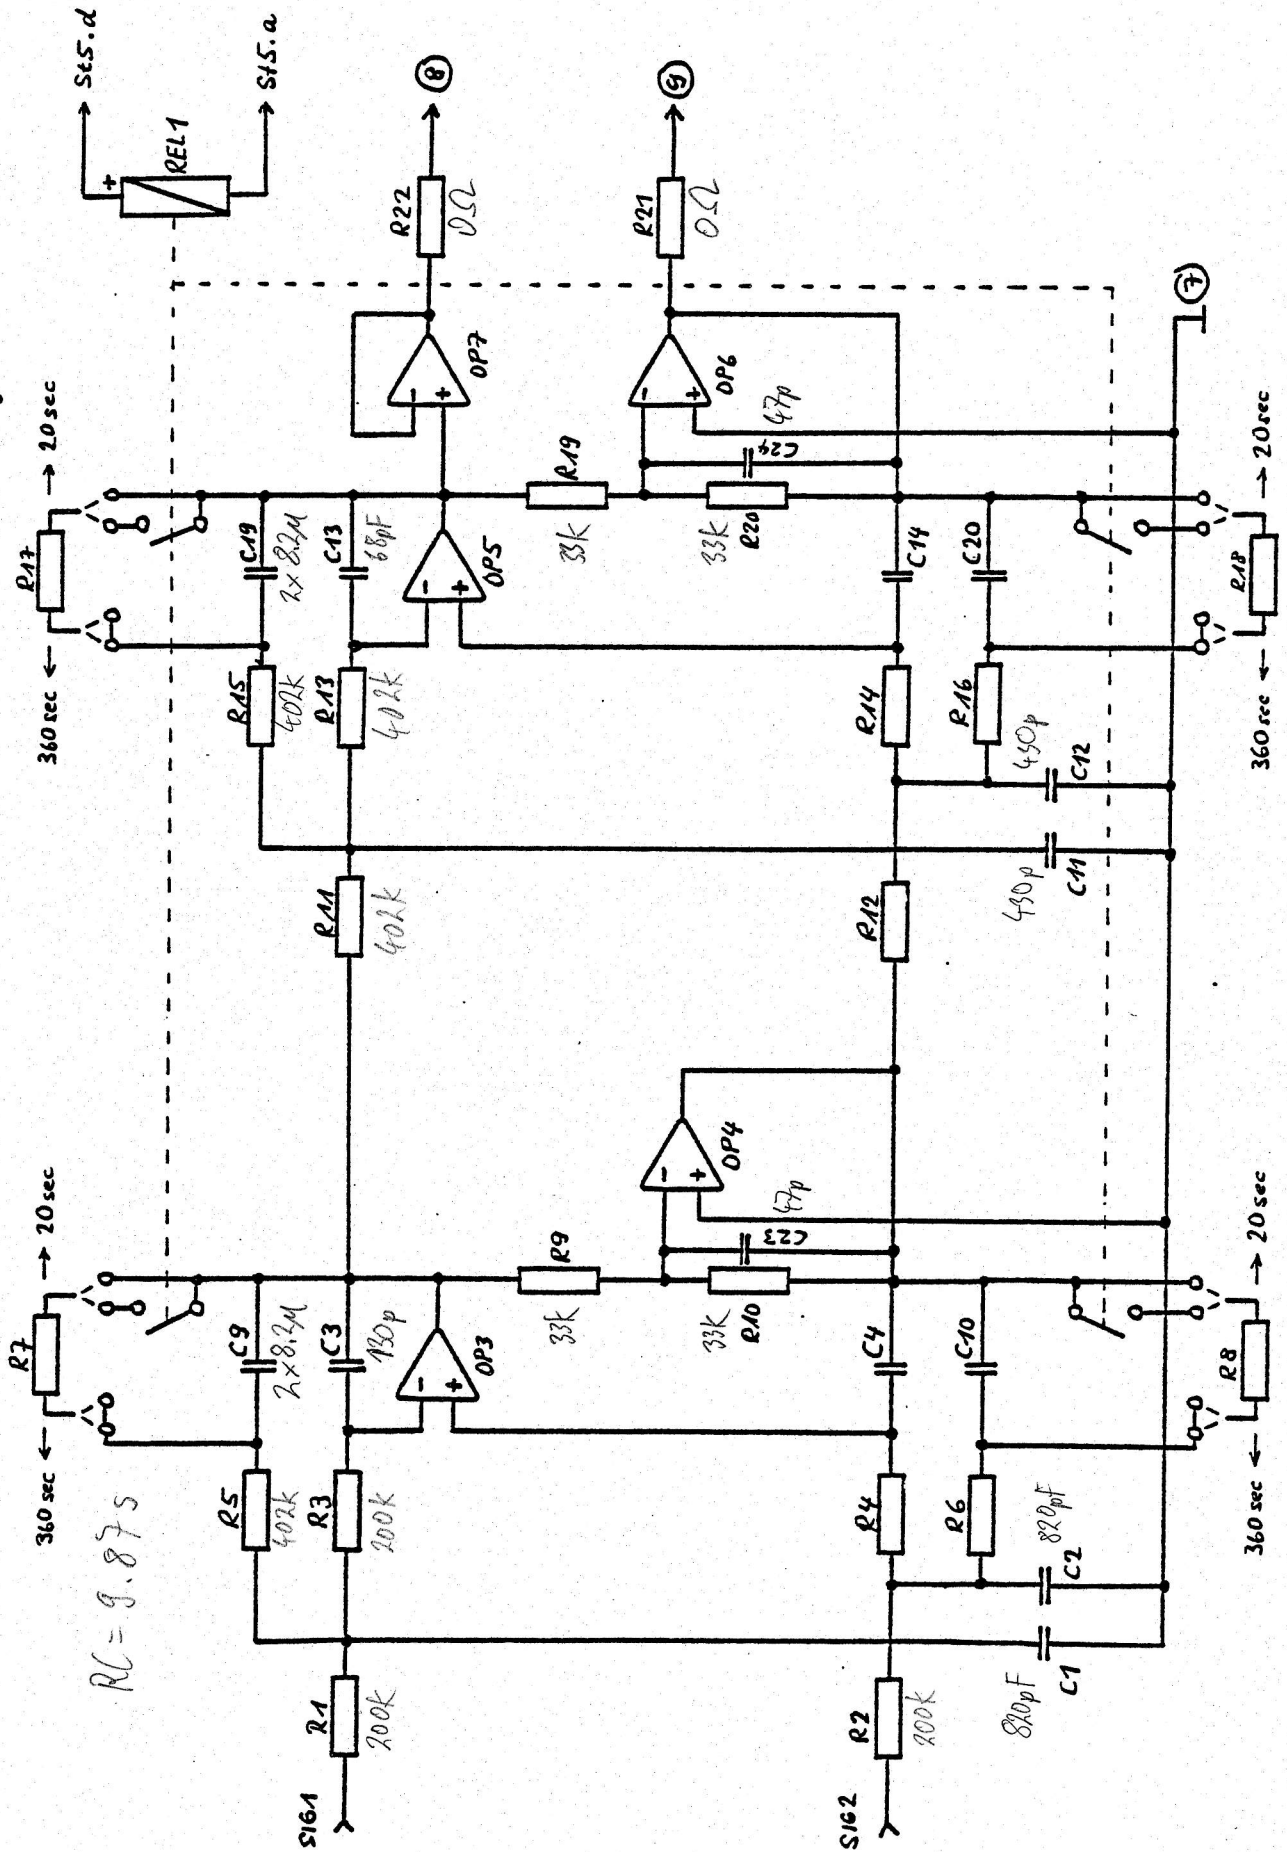 St5.d
St5.a
+
REL1
8
9
7
R22
0Ω
R21
0Ω
OP7
-
+
OP6
-
+
47p
C24
360 sec ← → 20 sec
R17
C19
2x8.2M
C13
68pF
R15
402k
R13
402k
OP5
-
+
R19
33k
33k
R20
C14
C20
R14
R16
430p
C12
R18
360 sec ← → 20 sec
R11
402k
R12
430p
C11
360 sec ← → 20 sec
R7
RC = 9.87 s
C9
2x8.2M
C3
130p
R5
402k
R3
200k
OP3
-
+
R9
33k
OP4
-
+
47p
C23
33k
R10
C4
C10
R4
R6
820pF
C2
R8
360 sec ← → 20 sec
SIG1
R1
200k
SIG2
R2
200k
820pF
C1